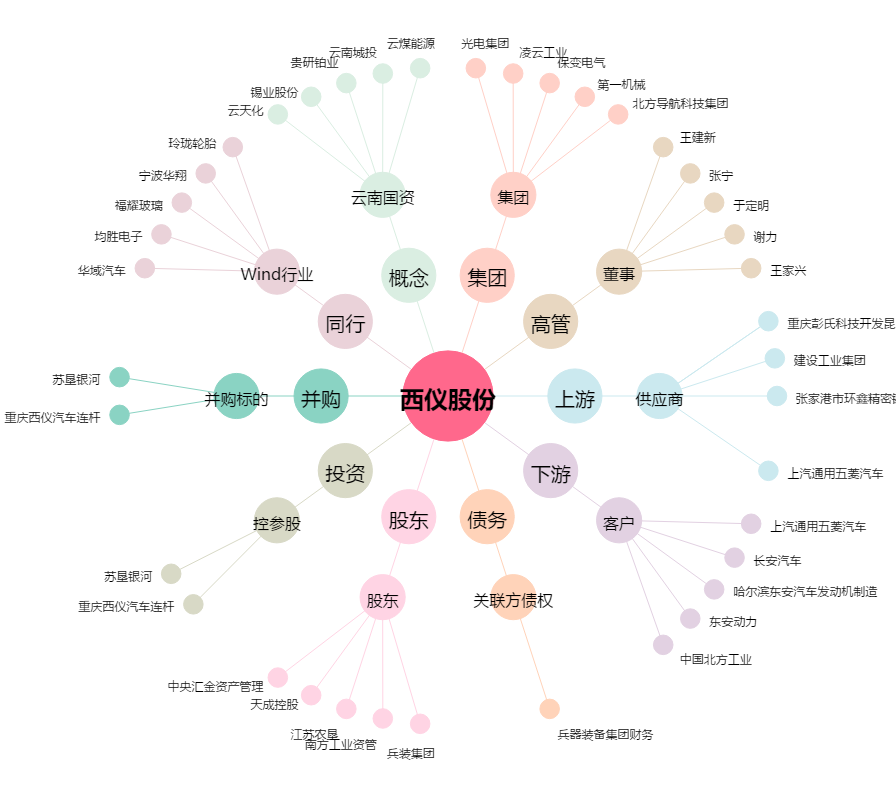 云煤能源
光电集团
云南城投
凌云工业
贵研铂业
保变电气
锡业股份
第一机械
云天化
北方导航科技集团
玲珑轮胎
王建新
宁波华翔
张宁
云南国资
集团
福耀玻璃
于定明
均胜电子
谢力
华域汽车
Wind行业
概念
集团
董事
王家兴
同行
高管
重庆彭氏科技开发昆
建设工业集团
苏垦银河
并购标的
并购
西仪股份
上游
供应商
张家港市环鑫精密
重庆西仪汽车连杆
投资
下游
上汽通用五菱汽车
控参股
股东
债务
客户
上汽通用五菱汽车
长安汽车
苏垦银河
哈尔滨东安汽车发动机制造
重庆西仪汽车连杆
股东
关联方债权
东安动力
中国北方工业
中央汇金资产管理
天成控股
江苏农垦
兵器装备集团财务
南方工业资管
兵装集团